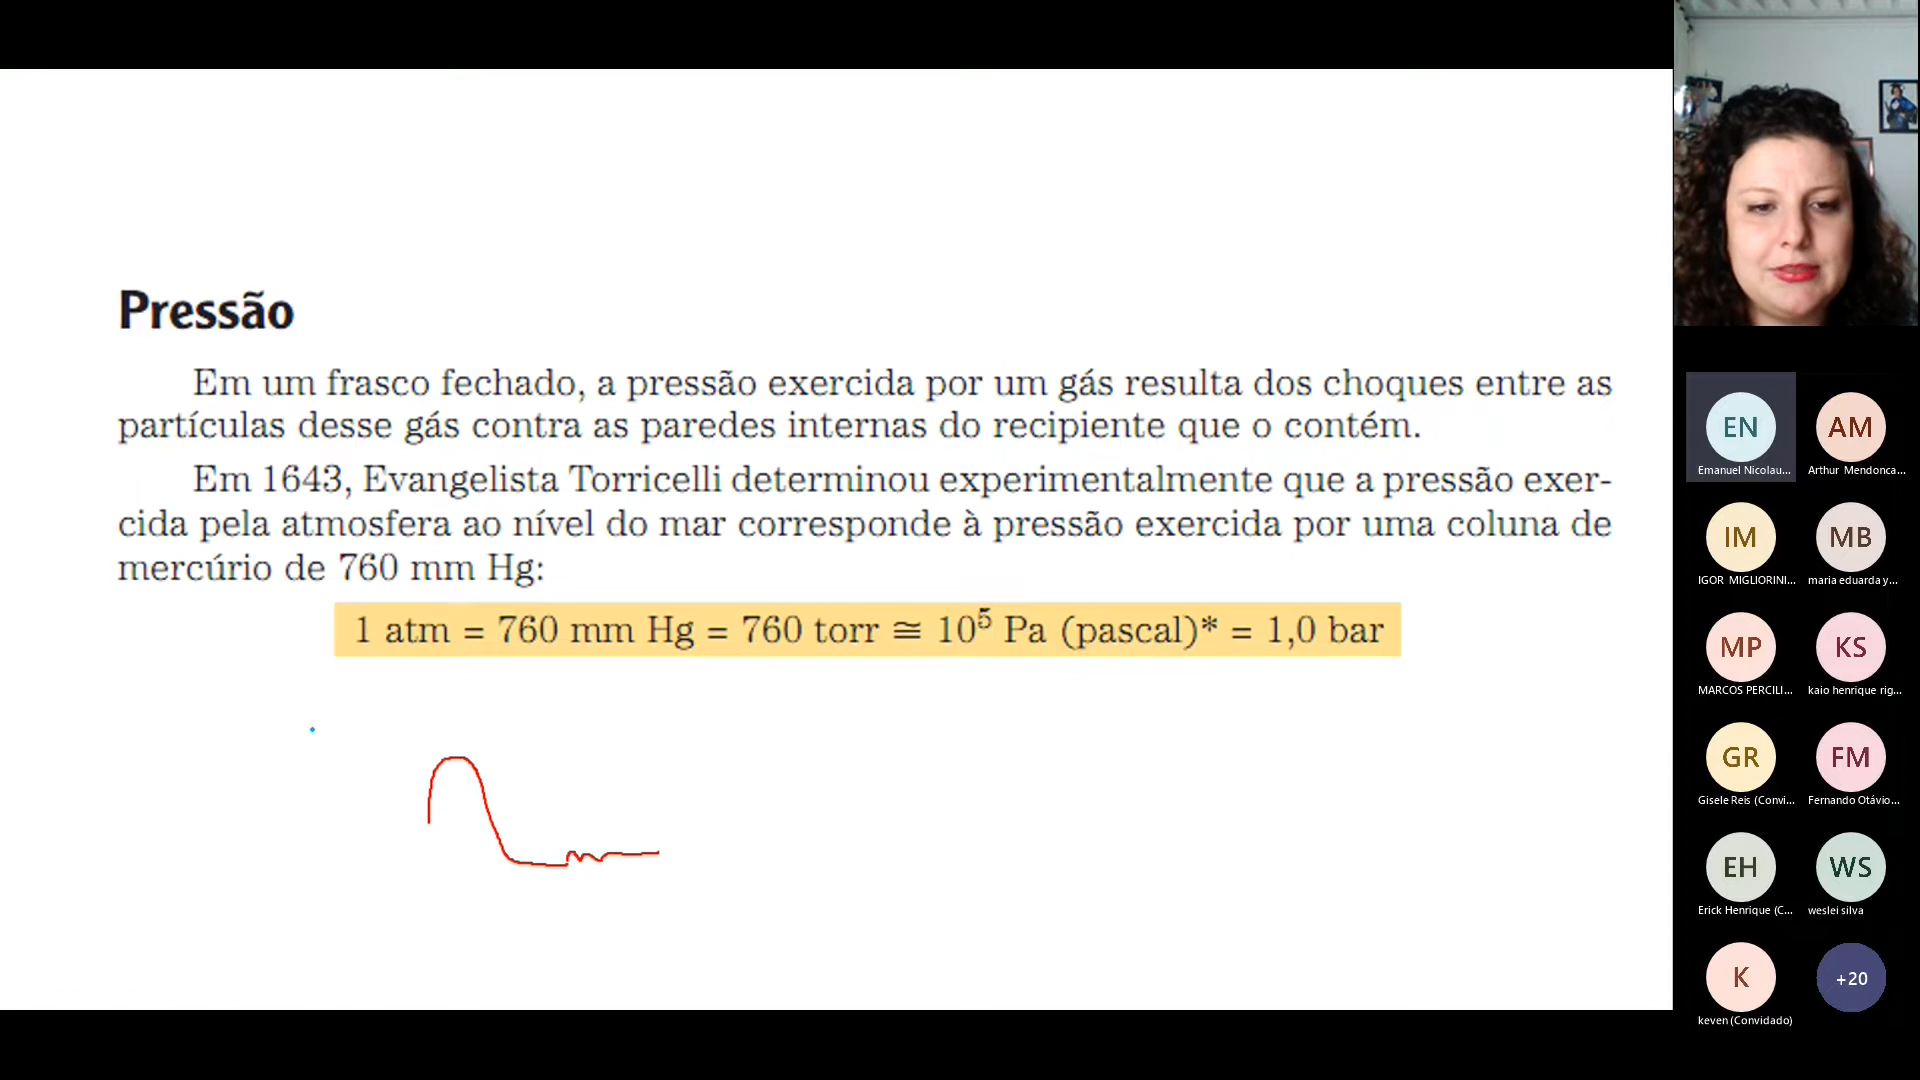 Pressão
Em um frasco fechado, a pressão exercida por um gás resulta dos choques entre as
partículas desse gás contra as paredes internas do recipiente que o contém.
Em 1643, Evangelista Torricelli determinou experimentalmente que a pressão exer-
cida pela atmosfera ao nível do mar corresponde à pressão exercida por uma coluna de
mercúrio de 760 mm Hg:
1 atm = 760 mm Hg = 760 torr ≅ 10⁵ Pa (pascal)* = 1,0 bar
EN AM
Emanuel Nicolau... Arthur Mendonca...
IM MB
IGOR MIGLIORINI... maria eduarda y...
MP KS
MARCOS PERCILI... kaio henrique rig...
GR FM
Gisele Reis (Convi... Fernando Otávio...
EH WS
Erick Henrique (C... weslei silva
K +20
keven (Convidado)